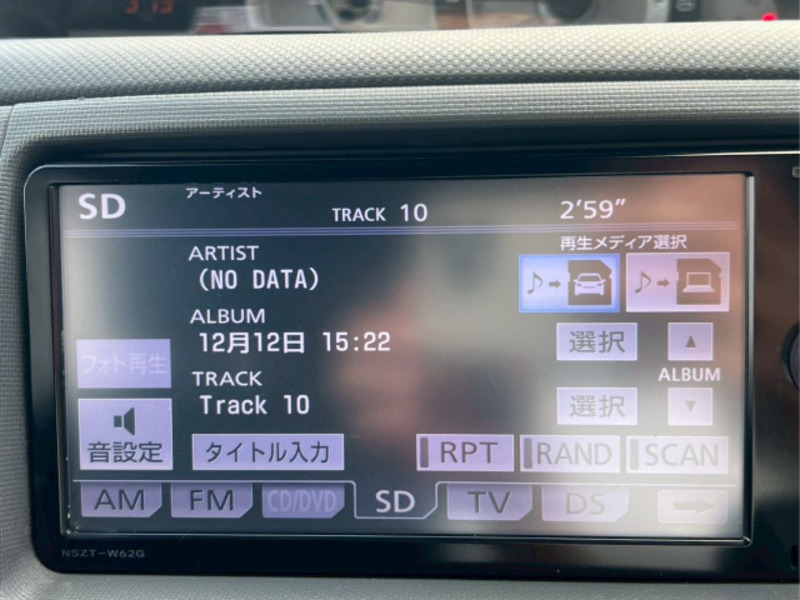 3:13
SD
アーティスト
TRACK 10
2'59"
ARTIST
(NO DATA)
再生メディア選択
ALBUM
12月12日 15:22
選択
フォト再生
TRACK
ALBUM
Track 10
選択
音設定
タイトル入力
RPT
RAND
SCAN
AM
FM
CD/DVD
SD
TV
DS
NSZT-W62G